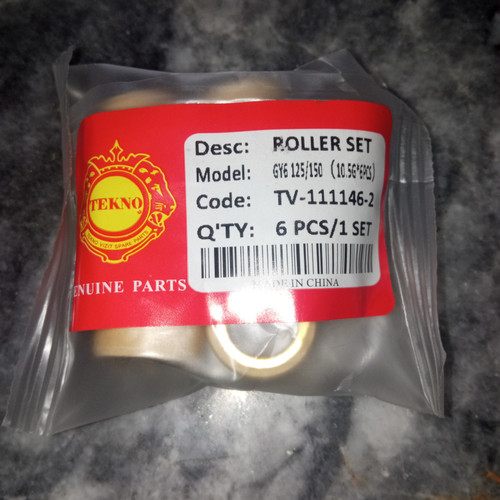 Desc: ROLLER SET
Model: GY6 125/150 (10.5G*6PCS)
Code: TV-111146-2
Q'TY: 6 PCS/1 SET
TEKNO
ENUINE PARTS
MADE IN CHINA